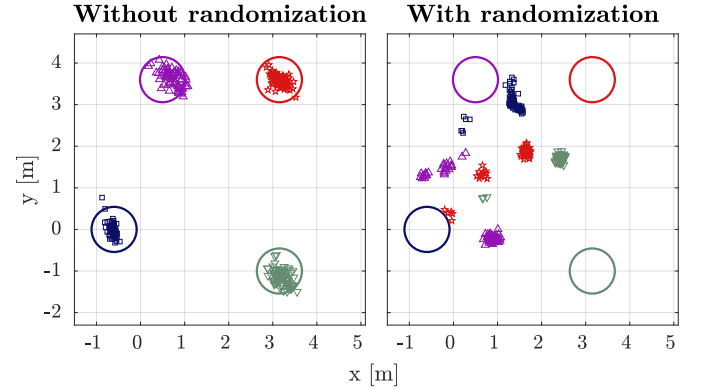 Without randomization
With randomization
y [m]
4
3
2
1
0
-1
-2
-1 0 1 2 3 4 5
-1 0 1 2 3 4 5
x [m]